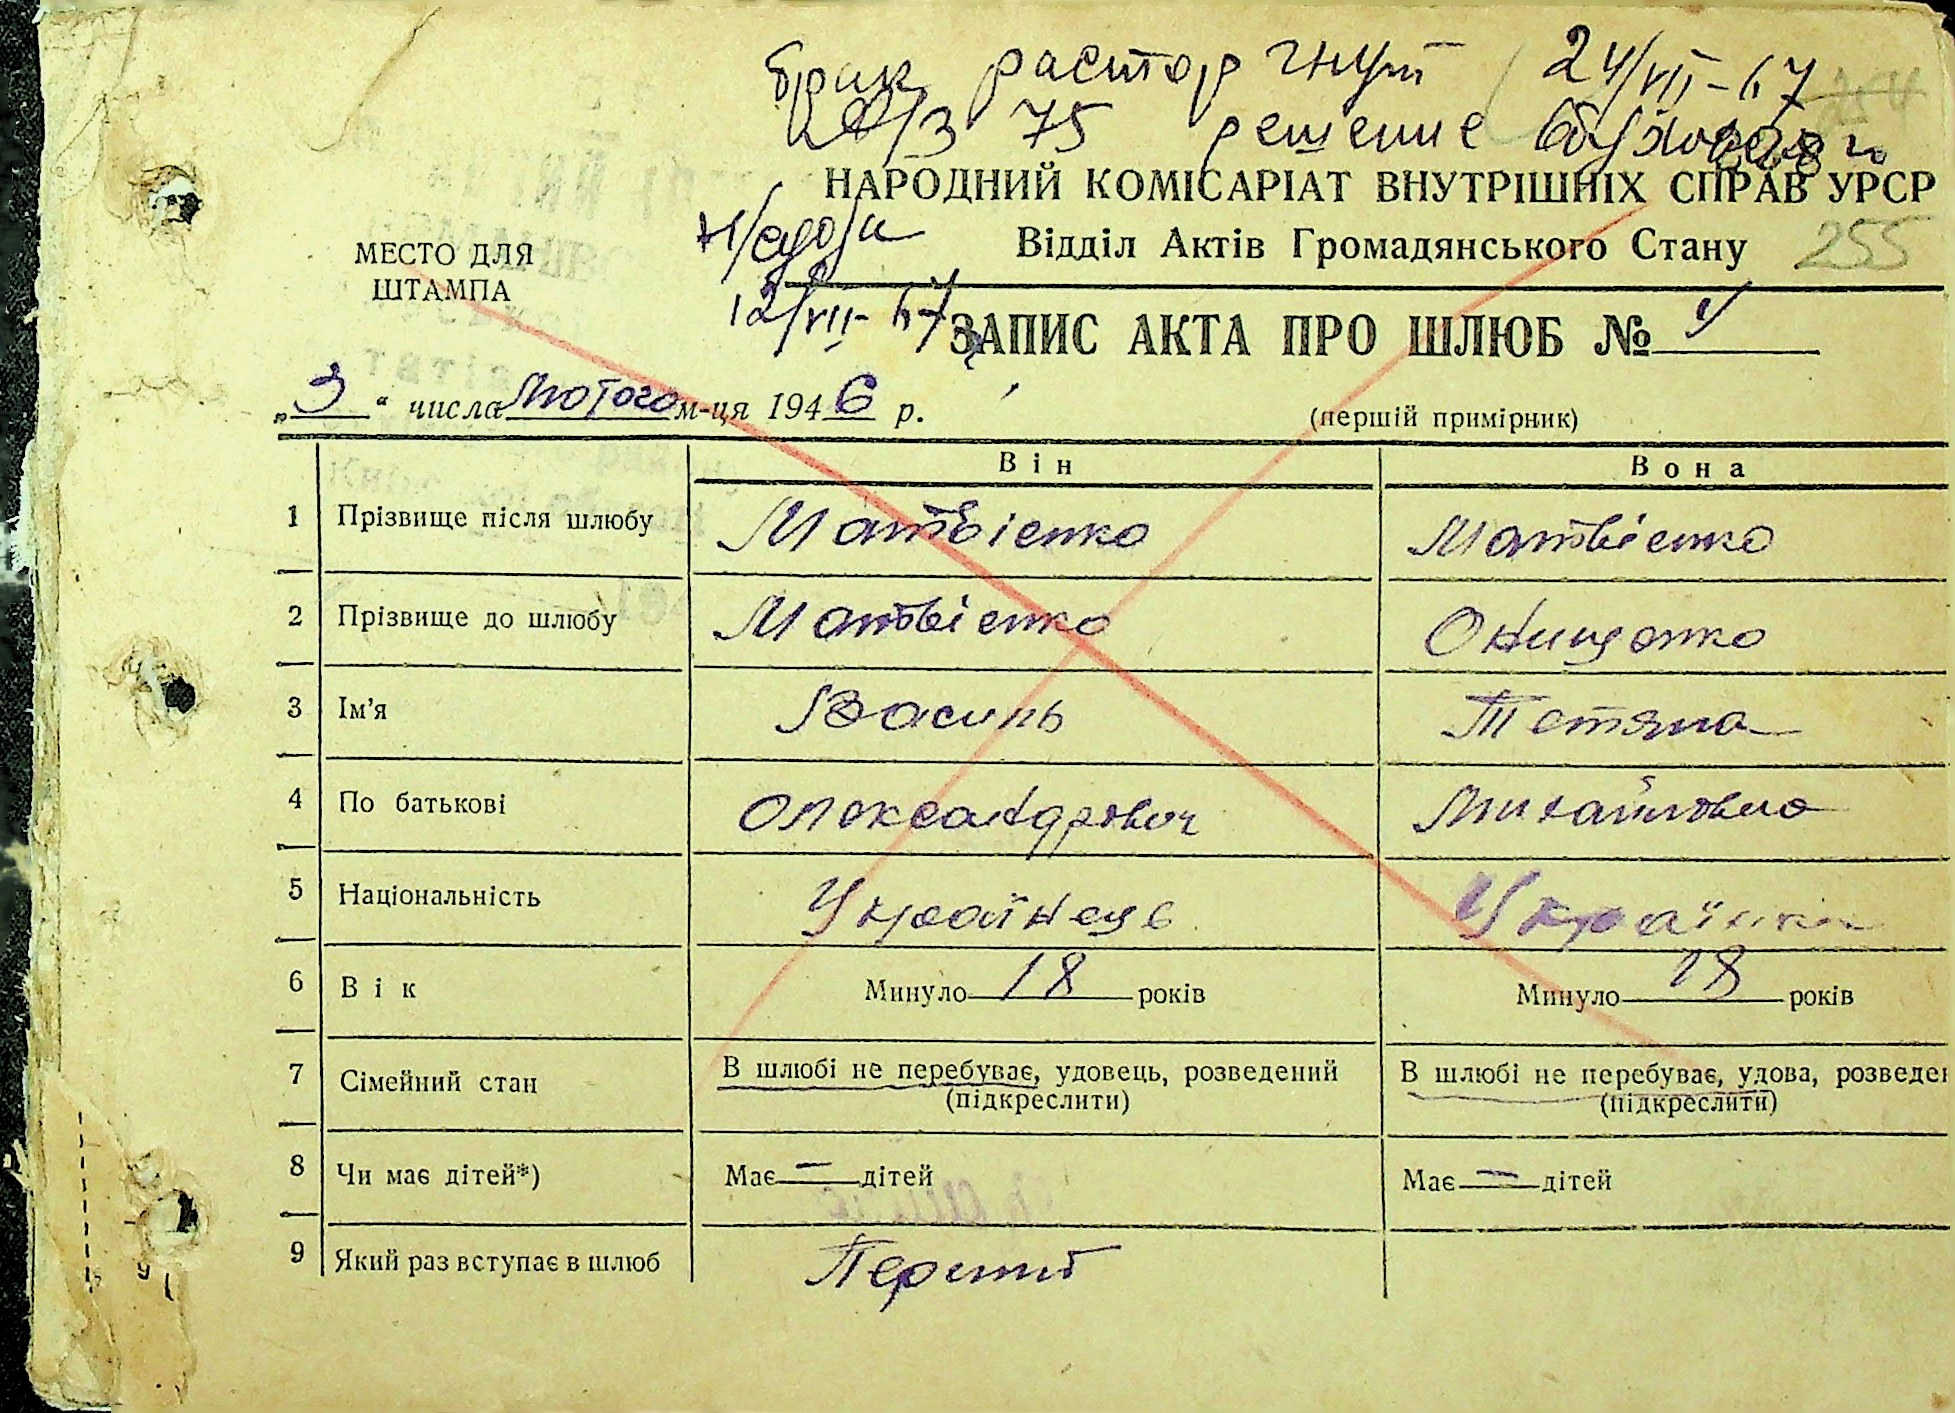 брак расторгнут 24/VII-67
/3 75 решение
НАРОДНИЙ КОМІСАРІАТ ВНУТРІШНІХ СПРАВ УРСР
МЕСТО ДЛЯ
ШТАМПА
Відділ Актів Громадянського Стану 255
12/VII-67
ЗАПИС АКТА ПРО ШЛЮБ № 4
„3“ числа Лютого м-ця 1946 р.
(перший примірник)
Він Вона
1 Прізвище після шлюбу Матвієнко Матвієнко
2 Прізвище до шлюбу Матвієнко Онищенко
3 Ім'я Василь Тетяна
4 По батькові Олександрович Михайловна
5 Національність Українець Українка
6 Вік Минуло 18 років Минуло 18 років
7 Сімейний стан В шлюбі не перебуває, удовець, розведений В шлюбі не перебуває, удова, розведен
(підкреслити) (підкреслити)
8 Чи має дітей*) Має — дітей Має — дітей
9 Який раз вступає в шлюб Перший